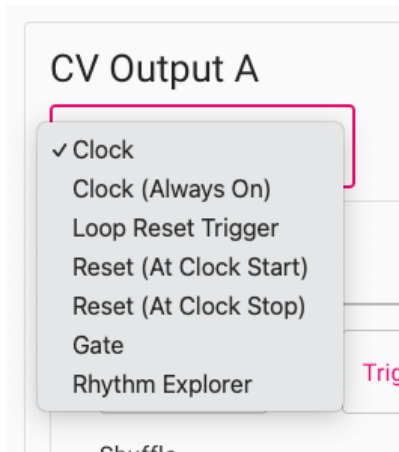 CV Output A
✓ Clock
Clock (Always On)
Loop Reset Trigger
Reset (At Clock Start)
Reset (At Clock Stop)
Gate
Rhythm Explorer
Trig
Shuffle